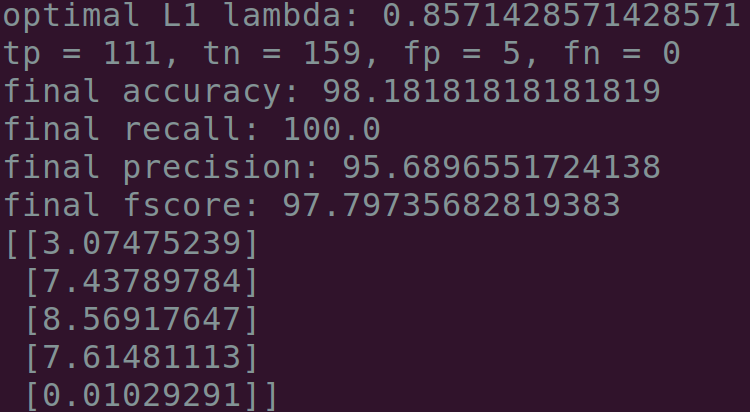 optimal L1 lambda: 0.8571428571428571
tp = 111, tn = 159, fp = 5, fn = 0
final accuracy: 98.18181818181819
final recall: 100.0
final precision: 95.6896551724138
final fscore: 97.79735682819383
[[3.07475239]
 [7.43789784]
 [8.56917647]
 [7.61481113]
 [0.01029291]]